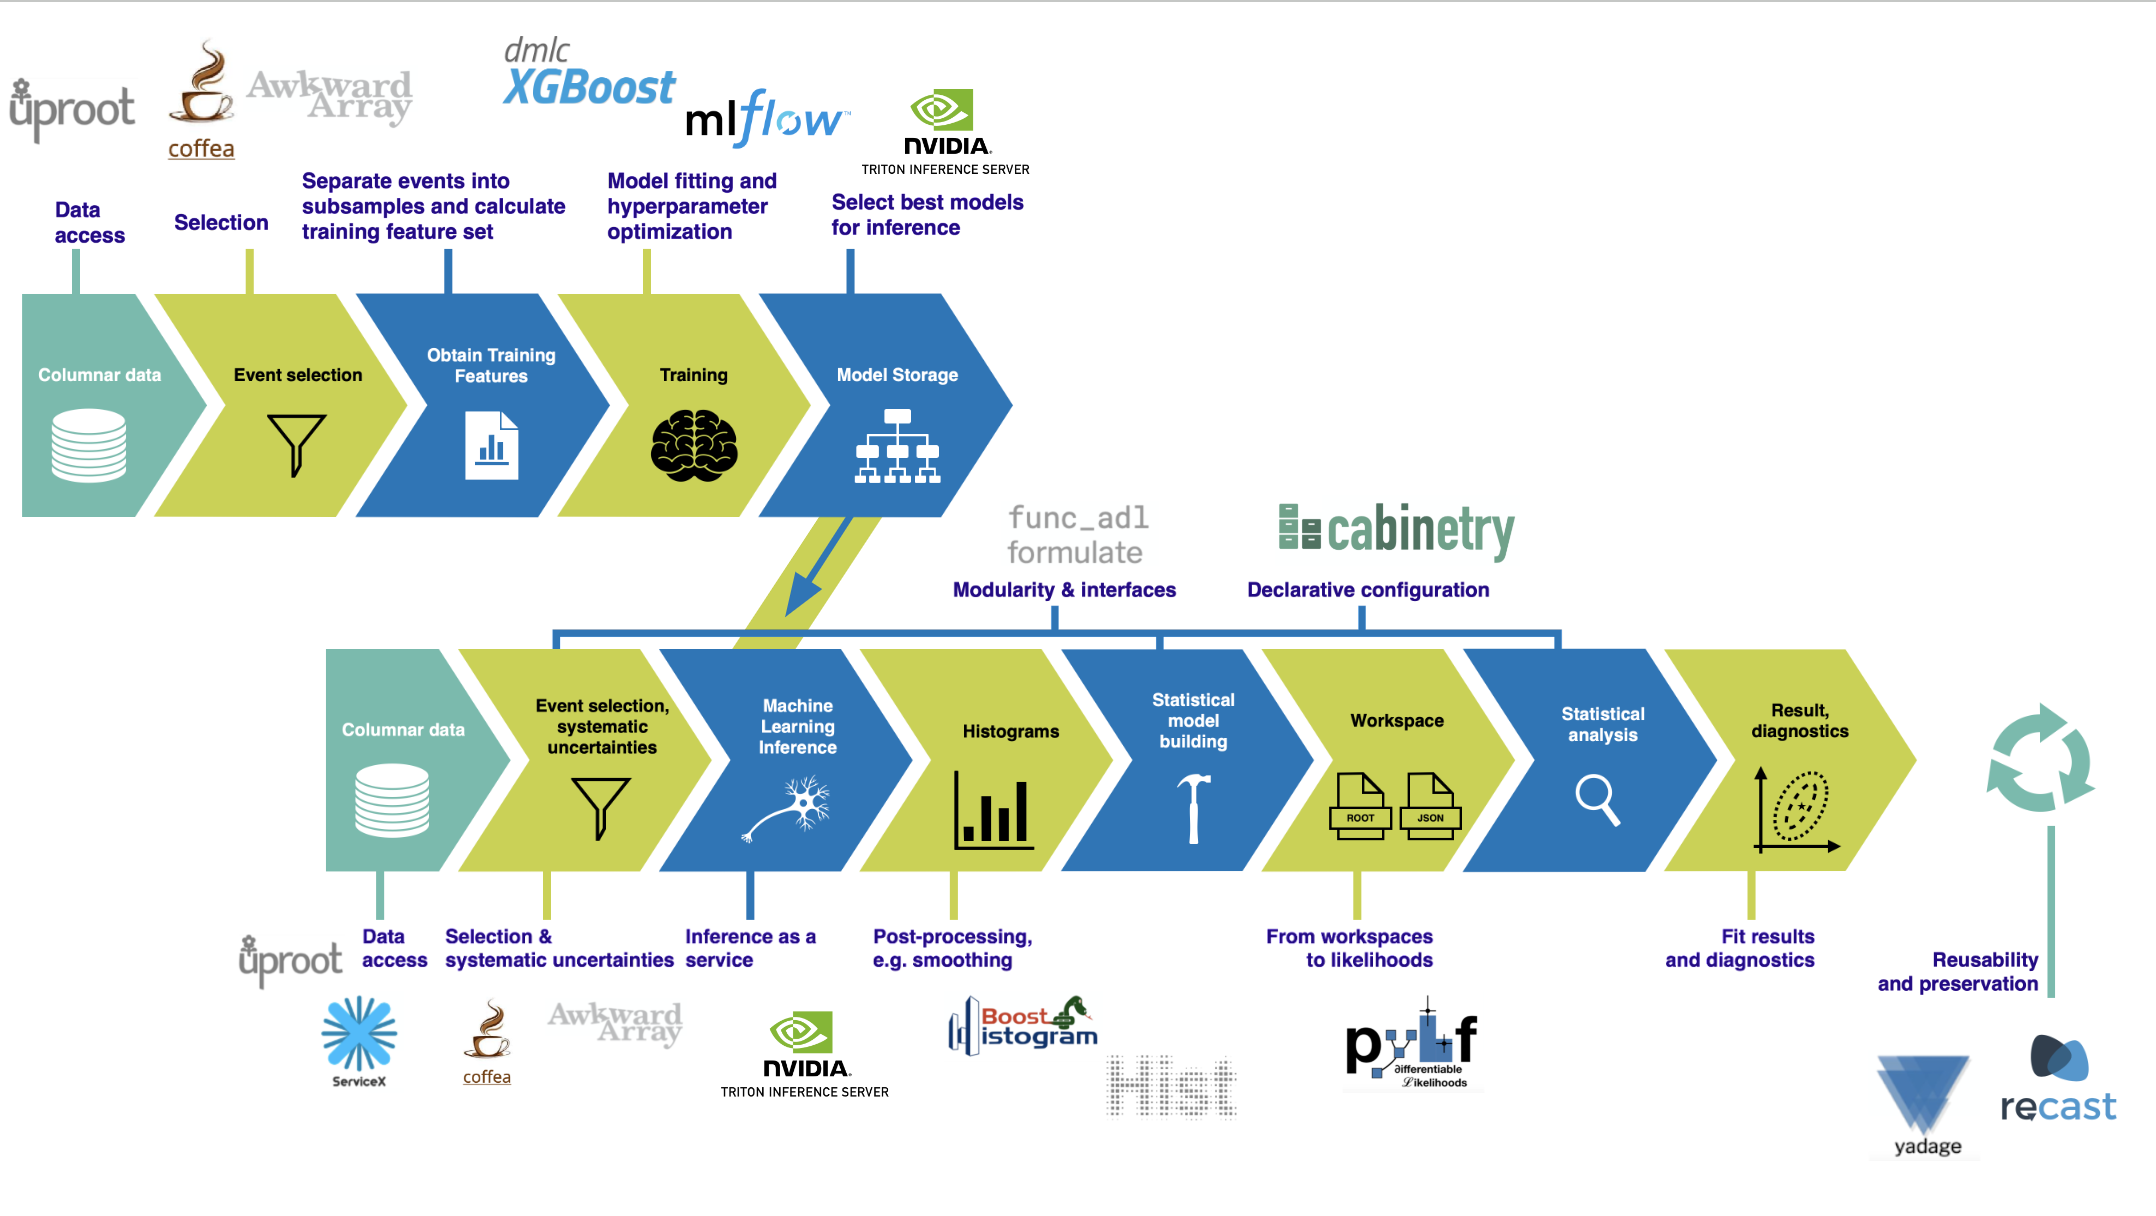 uproot
coffea
Awkward
Array
dmlc
XGBoost
mlflow™
NVIDIA.
TRITON INFERENCE SERVER
Data
access
Selection
Separate events into
subsamples and calculate
training feature set
Model fitting and
hyperparameter
optimization
Select best models
for inference
Columnar data
Event selection
Obtain Training
Features
Training
Model Storage
func_adl
formulate
cabinetry
Modularity & interfaces
Declarative configuration
Columnar data
Event selection,
systematic
uncertainties
Machine
Learning
Inference
Histograms
Statistical
model
building
Workspace
ROOT
JSON
Statistical
analysis
Result,
diagnostics
uproot
Data
access
Selection &
systematic uncertainties
Inference as a
service
Post-processing,
e.g. smoothing
From workspaces
to likelihoods
Fit results
and diagnostics
Reusability
and preservation
ServiceX
coffea
Awkward
Array
NVIDIA.
TRITON INFERENCE SERVER
Boost
Histogram
Hist
pyhf
∂ifferentiable
ℒikelihoods
yadage
recast